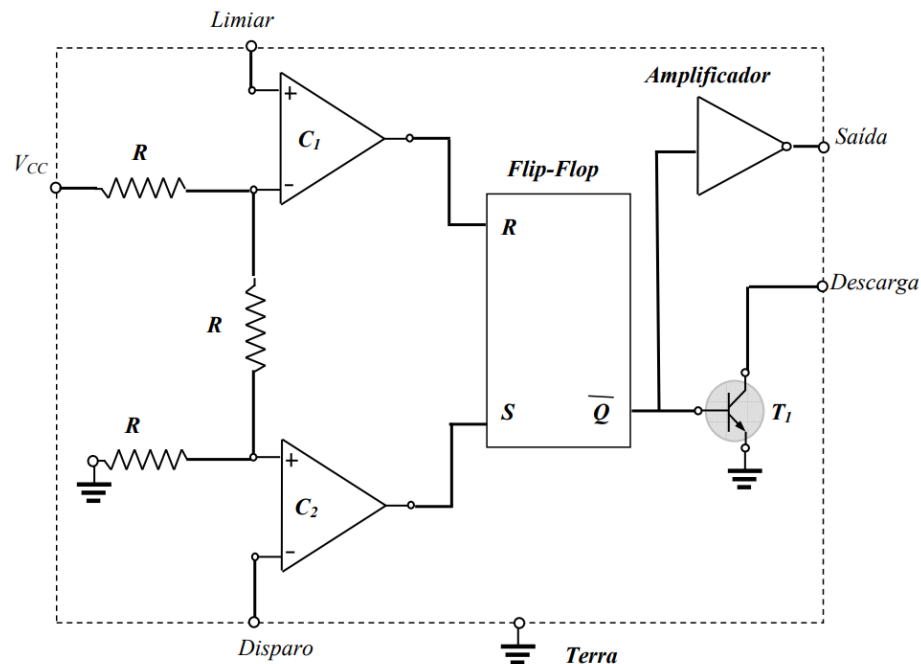 Limiar
Amplificador
+
C1
Saída
VCC
R
Flip-Flop
−
R
Descarga
R
R
S
Q̅
T1
+
C2
−
Disparo
Terra